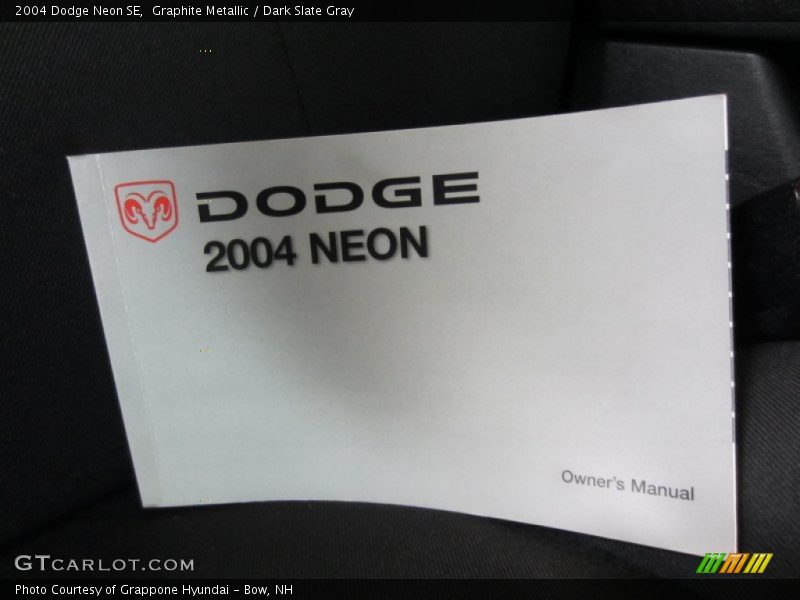 2004 Dodge Neon SE,  Graphite Metallic / Dark Slate Gray
DODGE
2004 NEON
Owner's Manual
GTCARLOT.COM
Photo Courtesy of Grappone Hyundai - Bow, NH